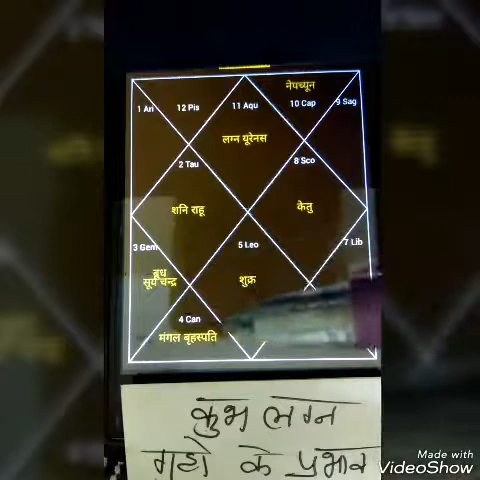 नेपच्यून
1 Ari 12 Pis 11 Aqu 10 Cap 9 Sag
लग्न यूरेनस
2 Tau 8 Sco
शनि राहू केतु
3 Gem 5 Leo 7 Lib
बुध
सूर्य चन्द्र शुक्र
4 Can
मंगल बृहस्पति
कुभ लग्न
गृहो के प्रभाव
Made with
VideoShow